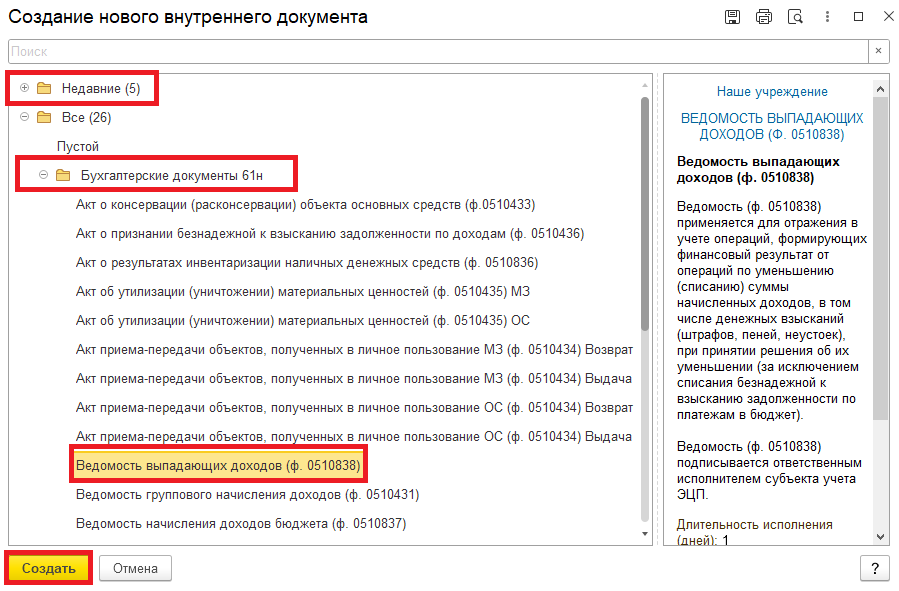 Создание нового внутреннего документа
Поиск
Недавние (5)
Все (26)
Пустой
Бухгалтерские документы 61н
Акт о консервации (расконсервации) объекта основных средств (ф.0510433)
Акт о признании безнадежной к взысканию задолженности по доходам (ф. 0510436)
Акт о результатах инвентаризации наличных денежных средств (ф. 0510836)
Акт об утилизации (уничтожении) материальных ценностей (ф. 0510435) МЗ
Акт об утилизации (уничтожении) материальных ценностей (ф. 0510435) ОС
Акт приема-передачи объектов, полученных в личное пользование МЗ (ф. 0510434) Возврат
Акт приема-передачи объектов, полученных в личное пользование МЗ (ф. 0510434) Выдача
Акт приема-передачи объектов, полученных в личное пользование ОС (ф. 0510434) Возврат
Акт приема-передачи объектов, полученных в личное пользование ОС (ф. 0510434) Выдача
Ведомость выпадающих доходов (ф. 0510838)
Ведомость группового начисления доходов (ф. 0510431)
Ведомость начисления доходов бюджета (ф. 0510837)
Наше учреждение
ВЕДОМОСТЬ ВЫПАДАЮЩИХ
ДОХОДОВ (Ф. 0510838)
Ведомость выпадающих
доходов (ф. 0510838)
Ведомость (ф. 0510838)
применяется для отражения в
учете операций, формирующих
финансовый результат от
операций по уменьшению
(списанию) суммы
начисленных доходов, в том
числе денежных взысканий
(штрафов, пеней, неустоек),
при принятии решения об их
уменьшении (за исключением
списания безнадежной к
взысканию задолженности по
платежам в бюджет).
Ведомость (ф. 0510838)
подписывается ответственным
исполнителем субъекта учета
ЭЦП.
Длительность исполнения
(дней): 1
Создать
Отмена
?